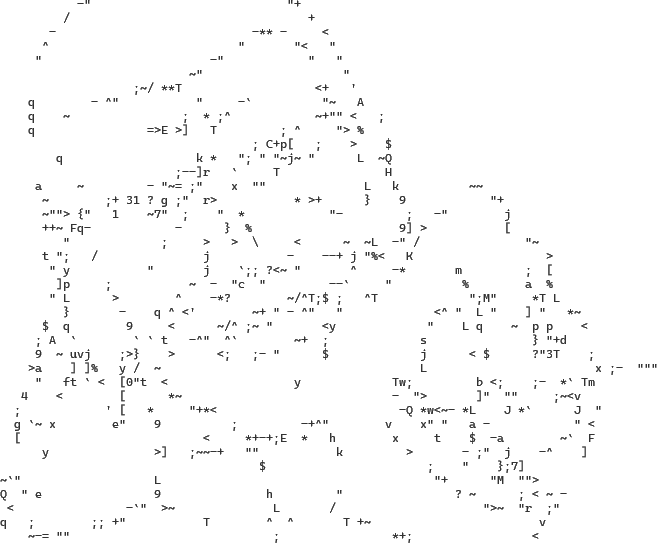 –" "+
/ +
– –** – <
^ " "< "
" –" " "
~" "
;~/ **T <+ '
q – ^" " –` "~ A
q ~ ; * ;^ ~+"" < ;
q =>E >] T ; ^ "> %
; C+p[ ; > $
q k * "; " "~j~ " L ~Q
;––]r ` T H
a ~ – "~= ;" x "" L k ~~
~ ;+ 31 ? g ;" r> * >+ } 9 "+
~""> {" 1 ~7" ; " * "– ; –" j
++~ Fq– – } % 9] > [
" ; > > \ < ~ ~L –" / "~
t "; / j – ––+ j "%< K >
" y " j `;; ?<~ " ^ –* m ; [
]p ; ~ – "c " ––` " % a %
" L > ^ –*? ~/^T;$ ; ^T ";M" *T L
} – q ^ <' ~+ " – ^" " <^ " L " ] " *~
$ q 9 < ~/^ ;~ " <y " L q ~ p p <
; A ` ` ` t –^" ^` ~+ ; s } "+d
9 ~ uvj ;>} > <; ;– " $ j < $ ?"3T ;
>a ] ]% y / ~ L x ;– """
" ft ` < [0"t < y Tw; b <; ;– *` Tm
4 < [ *~ – "> ]" "" ;~<v
; ' [ * "+*< –Q *w<~– *L J *` J "
g `~ x e" 9 ; –+^" v x" " a – " <
[ < *+–+;E * h x t $ –a ~` F
y >] ;~~–+ "" k > – ;" j –^ ]
$ ; " };7]
~`" L "+ "M "">
Q " e 9 h " ? ~ ; < ~ –
< –`" >~ L / ">~ "r ;"
q ; ;; +" T ^ ^ T +~ v
~–= "" ; *+; <